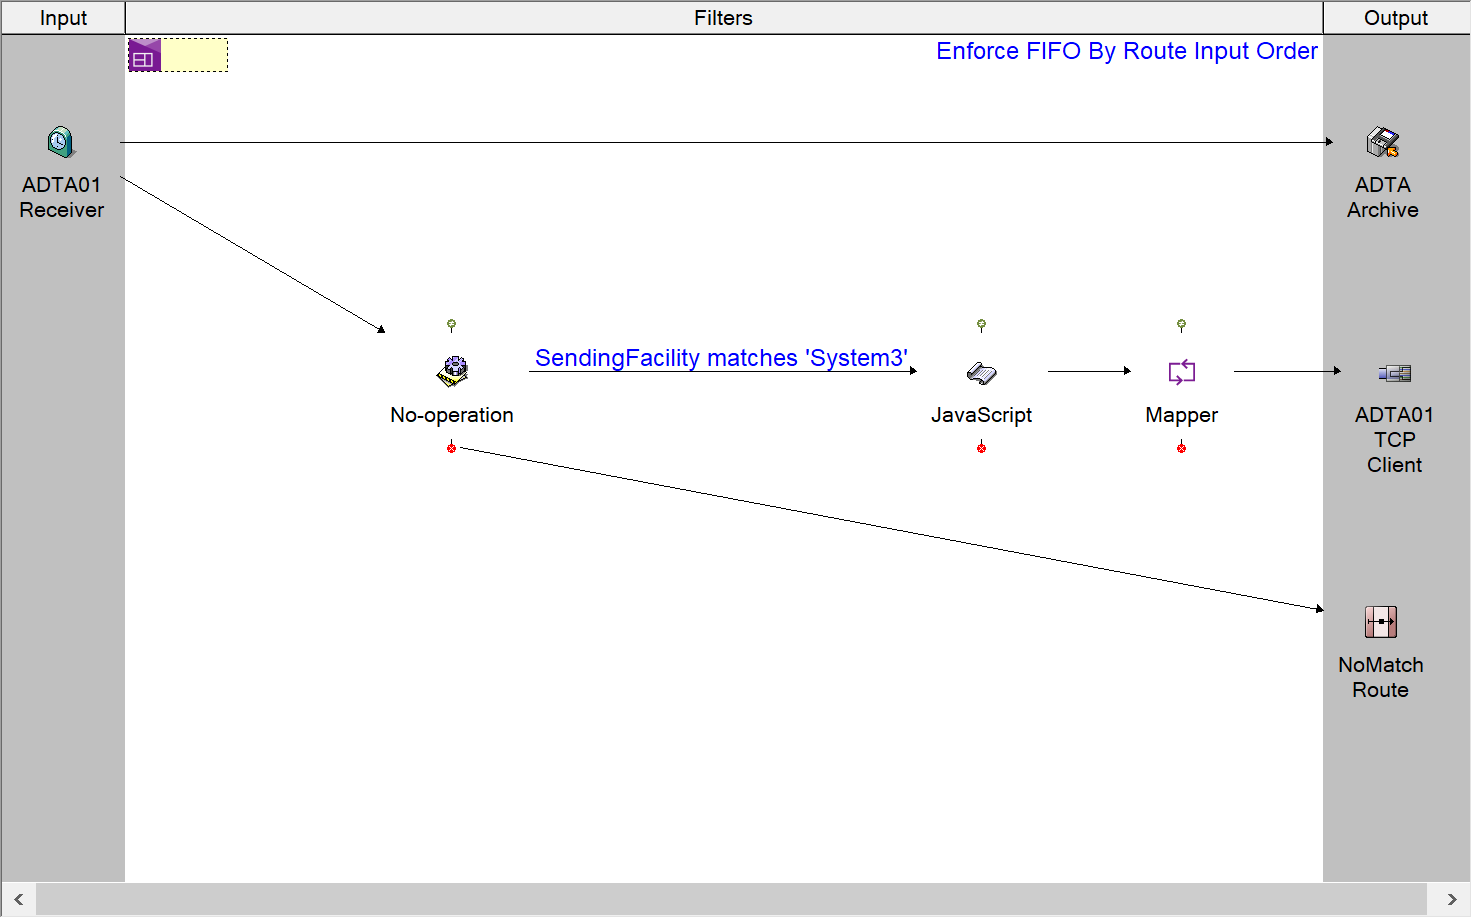 Input
Filters
Output
Enforce FIFO By Route Input Order
ADTA01
Receiver
ADTA
Archive
SendingFacility matches 'System3'
No-operation
JavaScript
Mapper
ADTA01
TCP
Client
NoMatch
Route